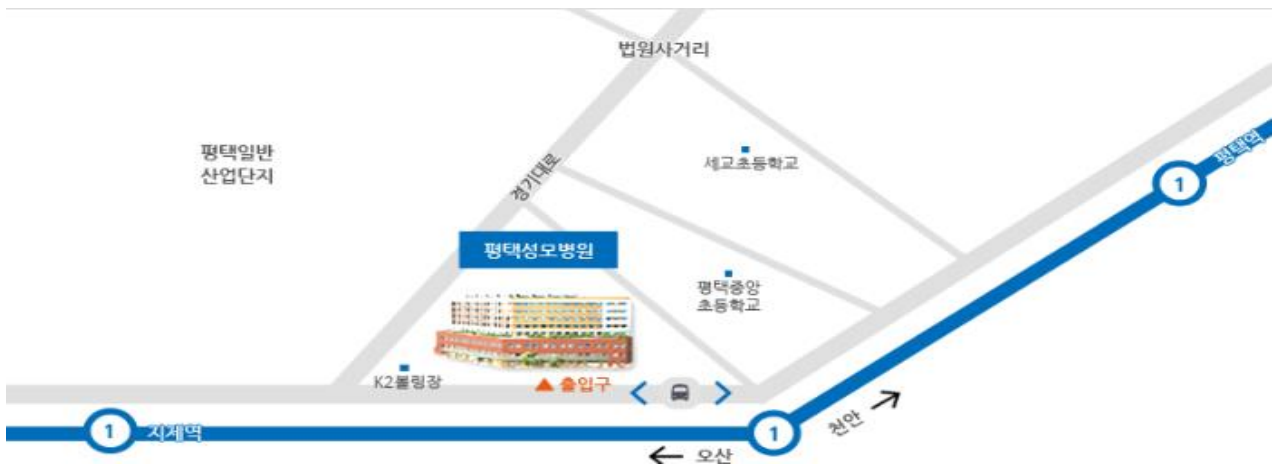 법원사거리
평택일반
산업단지
세교초등학교
경기대로
평택역
1
평택성모병원
평택중앙
초등학교
K2볼링장
출입구
1
지제역
1
천안
오산